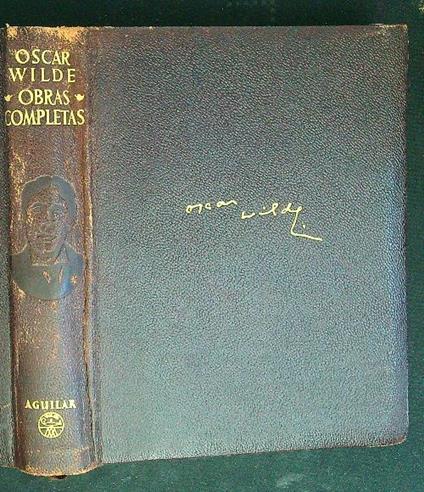 OSCAR
WILDE
OBRAS
COMPLETAS
AGUILAR
oscar wilde